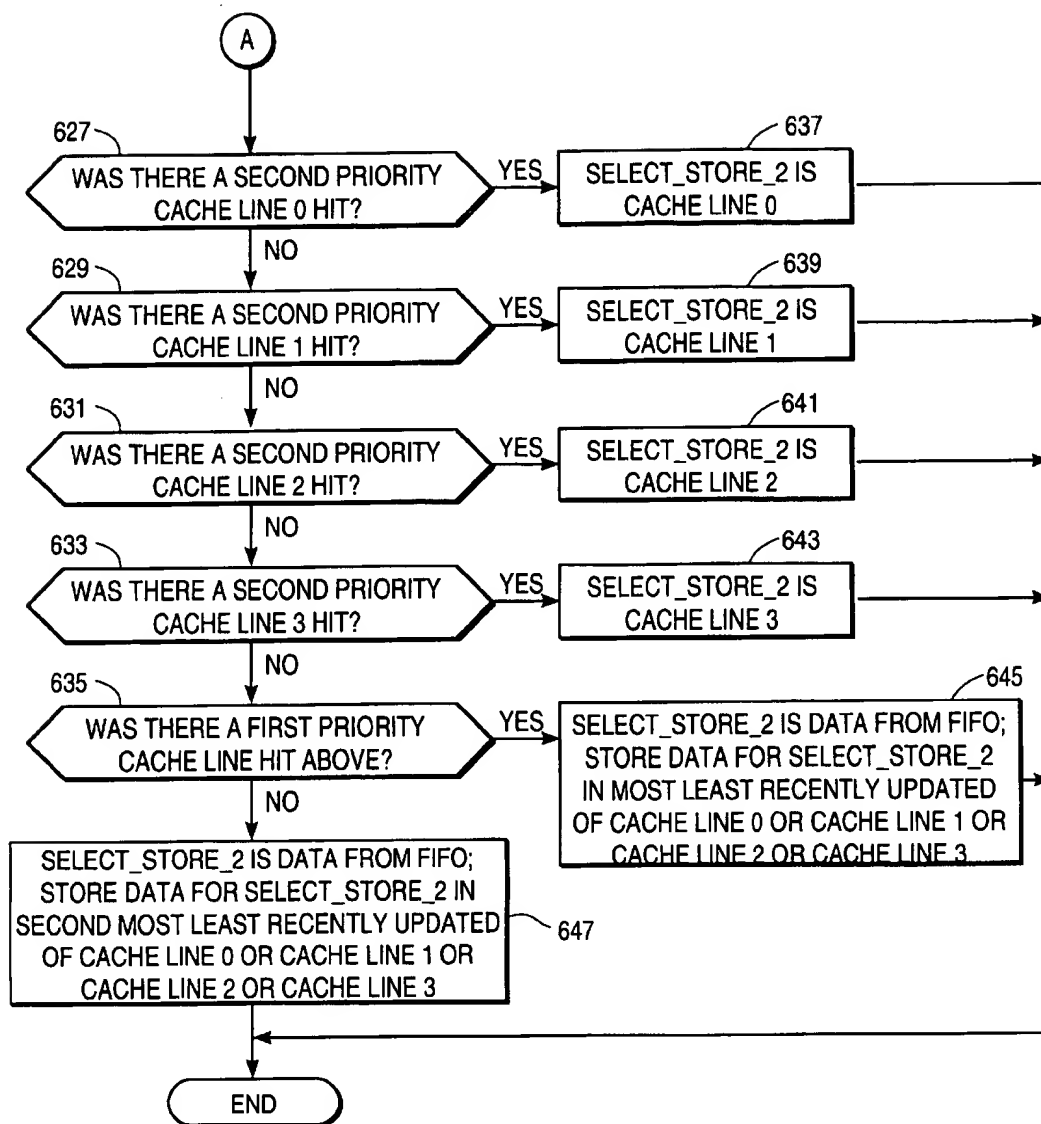 A
627
WAS THERE A SECOND PRIORITY
CACHE LINE 0 HIT?
YES
637
SELECT_STORE_2 IS
CACHE LINE 0
NO
629
WAS THERE A SECOND PRIORITY
CACHE LINE 1 HIT?
YES
639
SELECT_STORE_2 IS
CACHE LINE 1
NO
631
WAS THERE A SECOND PRIORITY
CACHE LINE 2 HIT?
YES
641
SELECT_STORE_2 IS
CACHE LINE 2
NO
633
WAS THERE A SECOND PRIORITY
CACHE LINE 3 HIT?
YES
643
SELECT_STORE_2 IS
CACHE LINE 3
NO
635
WAS THERE A FIRST PRIORITY
CACHE LINE HIT ABOVE?
YES
645
SELECT_STORE_2 IS DATA FROM FIFO;
STORE DATA FOR SELECT_STORE_2
IN MOST LEAST RECENTLY UPDATED
OF CACHE LINE 0 OR CACHE LINE 1 OR
CACHE LINE 2 OR CACHE LINE 3
NO
SELECT_STORE_2 IS DATA FROM FIFO;
STORE DATA FOR SELECT_STORE_2 IN
SECOND MOST LEAST RECENTLY UPDATED
OF CACHE LINE 0 OR CACHE LINE 1 OR
CACHE LINE 2 OR CACHE LINE 3
647
END